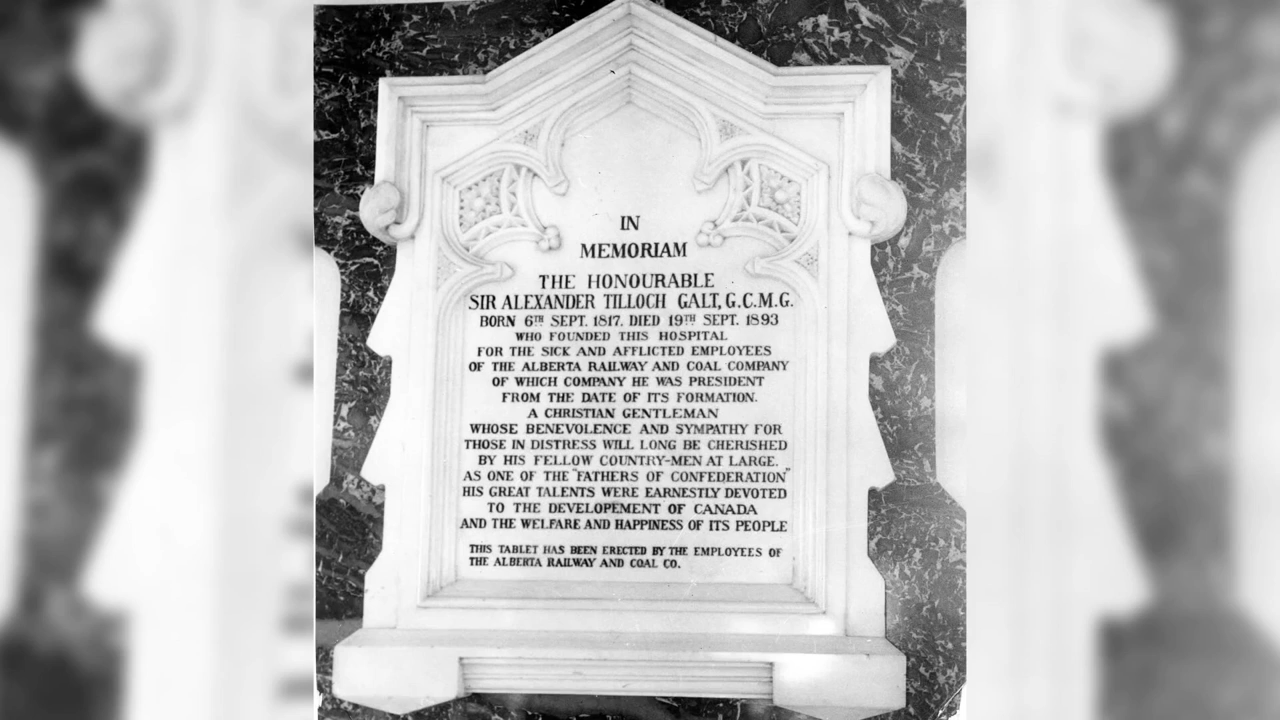 IN
MEMORIAM
THE HONOURABLE
SIR ALEXANDER TILLOCH GALT, G.C.M.G.
BORN 6TH SEPT. 1817. DIED 19TH SEPT. 1893
WHO FOUNDED THIS HOSPITAL
FOR THE SICK AND AFFLICTED EMPLOYEES
OF THE ALBERTA RAILWAY AND COAL COMPANY
OF WHICH COMPANY HE WAS PRESIDENT
FROM THE DATE OF ITS FORMATION.
A CHRISTIAN GENTLEMAN
WHOSE BENEVOLENCE AND SYMPATHY FOR
THOSE IN DISTRESS WILL LONG BE CHERISHED
BY HIS FELLOW COUNTRY-MEN AT LARGE.
AS ONE OF THE "FATHERS OF CONFEDERATION"
HIS GREAT TALENTS WERE EARNESTLY DEVOTED
TO THE DEVELOPEMENT OF CANADA
AND THE WELFARE AND HAPPINESS OF ITS PEOPLE
THIS TABLET HAS BEEN ERECTED BY THE EMPLOYEES OF
THE ALBERTA RAILWAY AND COAL CO.